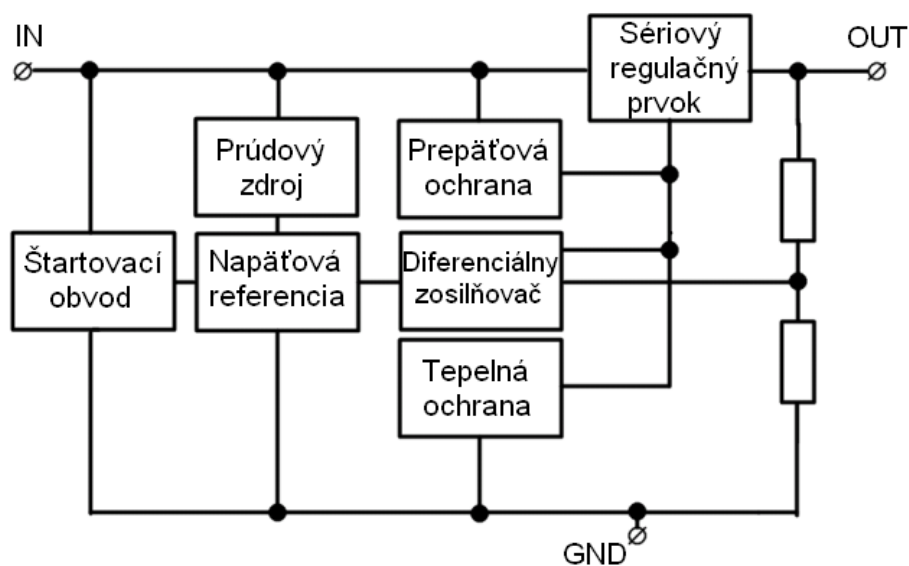 IN
Sériový
regulačný
prvok
OUT
Prúdový
zdroj
Prepäťová
ochrana
Štartovací
obvod
Napäťová
referencia
Diferenciálny
zosilňovač
Tepelná
ochrana
GND